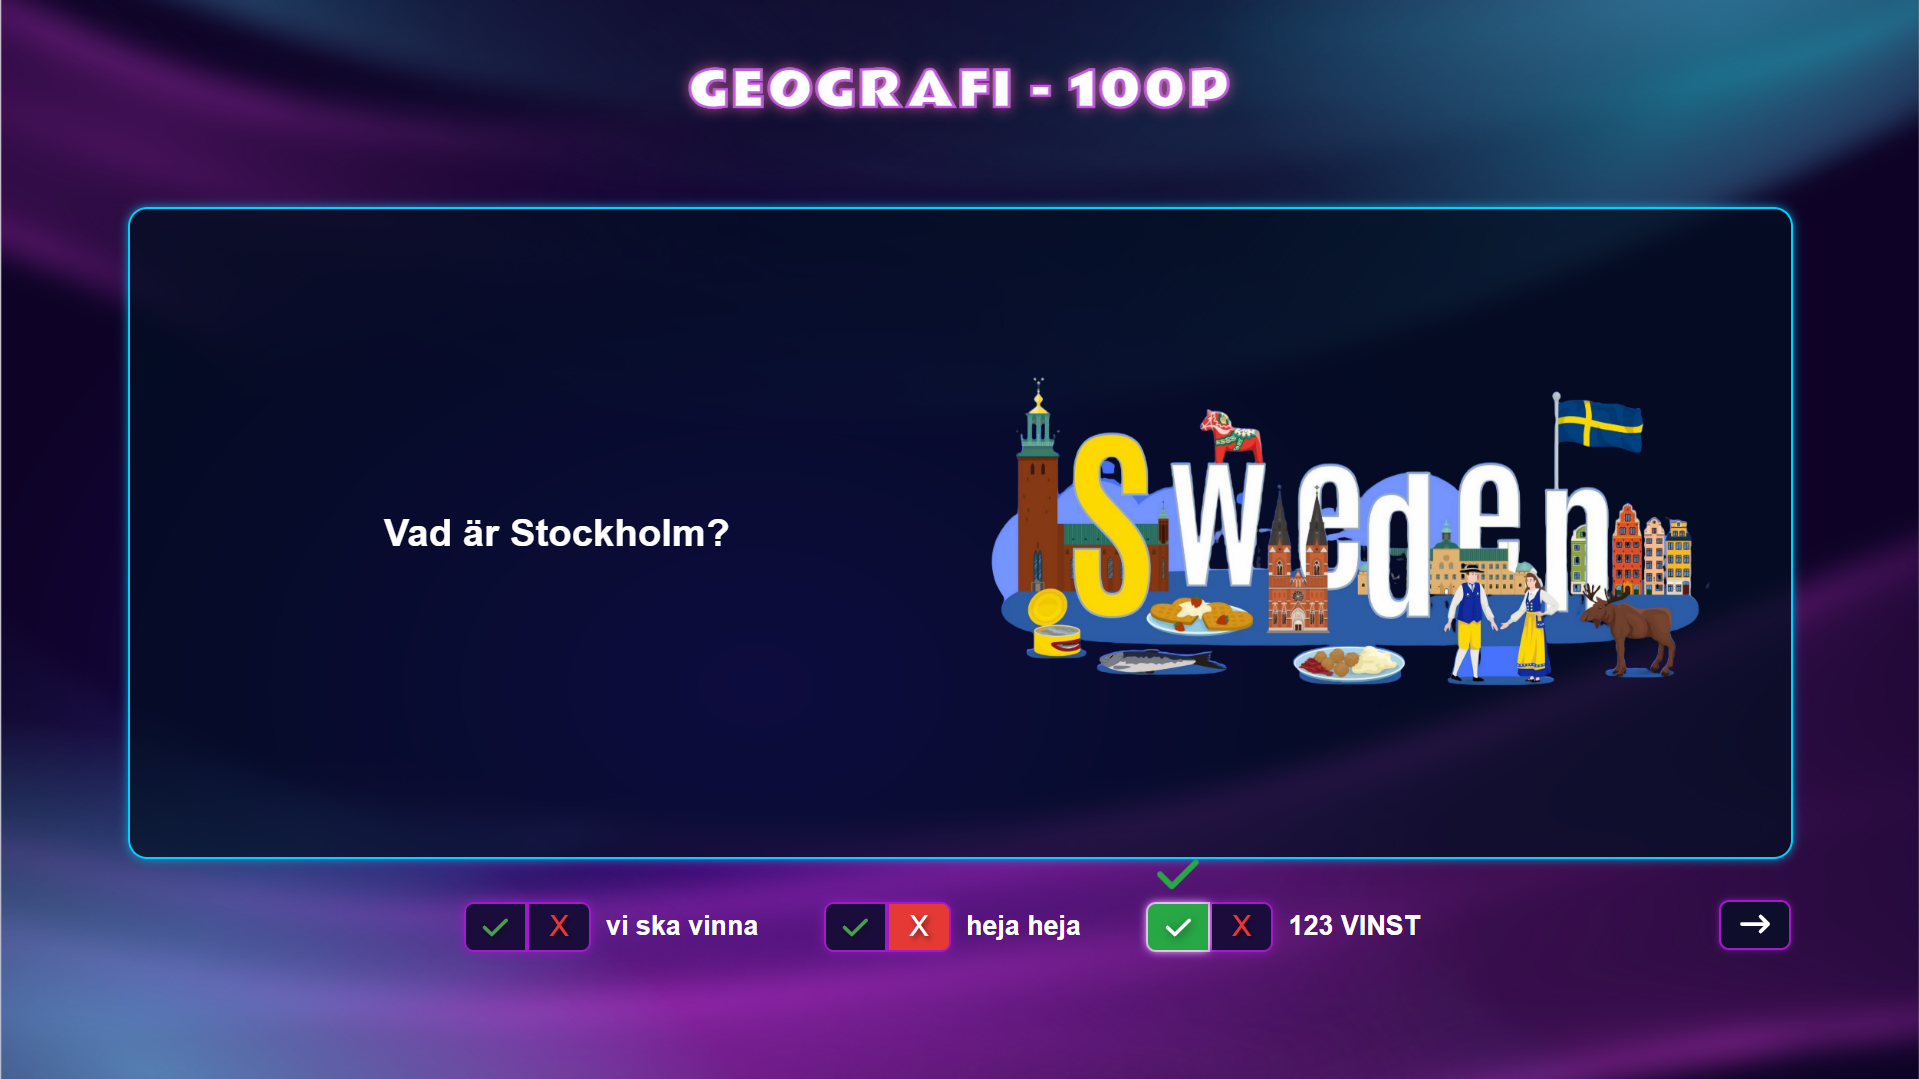 GEOGRAFI - 100P
Vad är Stockholm?
Sweden
X vi ska vinna
X heja heja
X 123 VINST